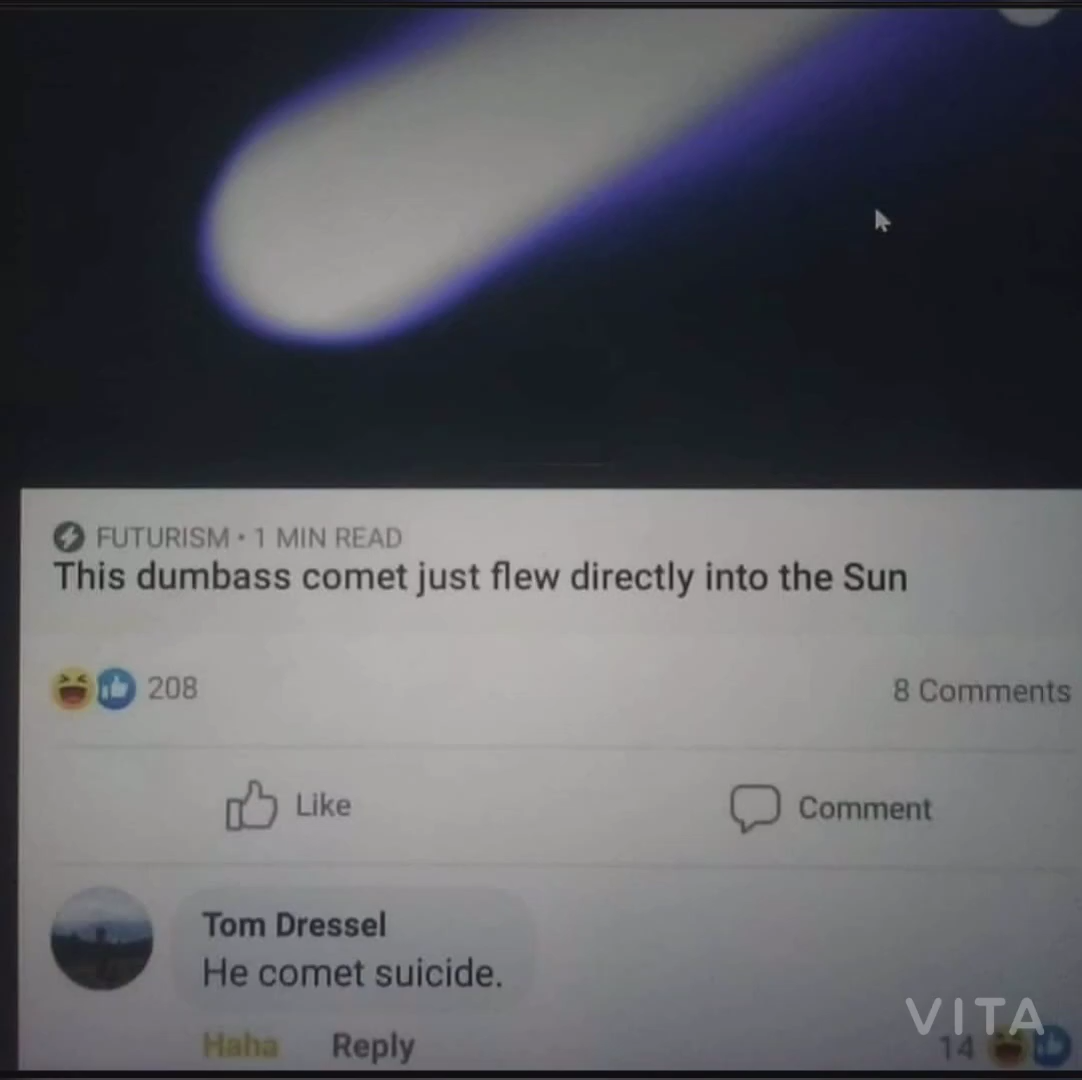 FUTURISM • 1 MIN READ
This dumbass comet just flew directly into the Sun
208
8 Comments
Like
Comment
Tom Dressel
He comet suicide.
Haha Reply
14
VITA